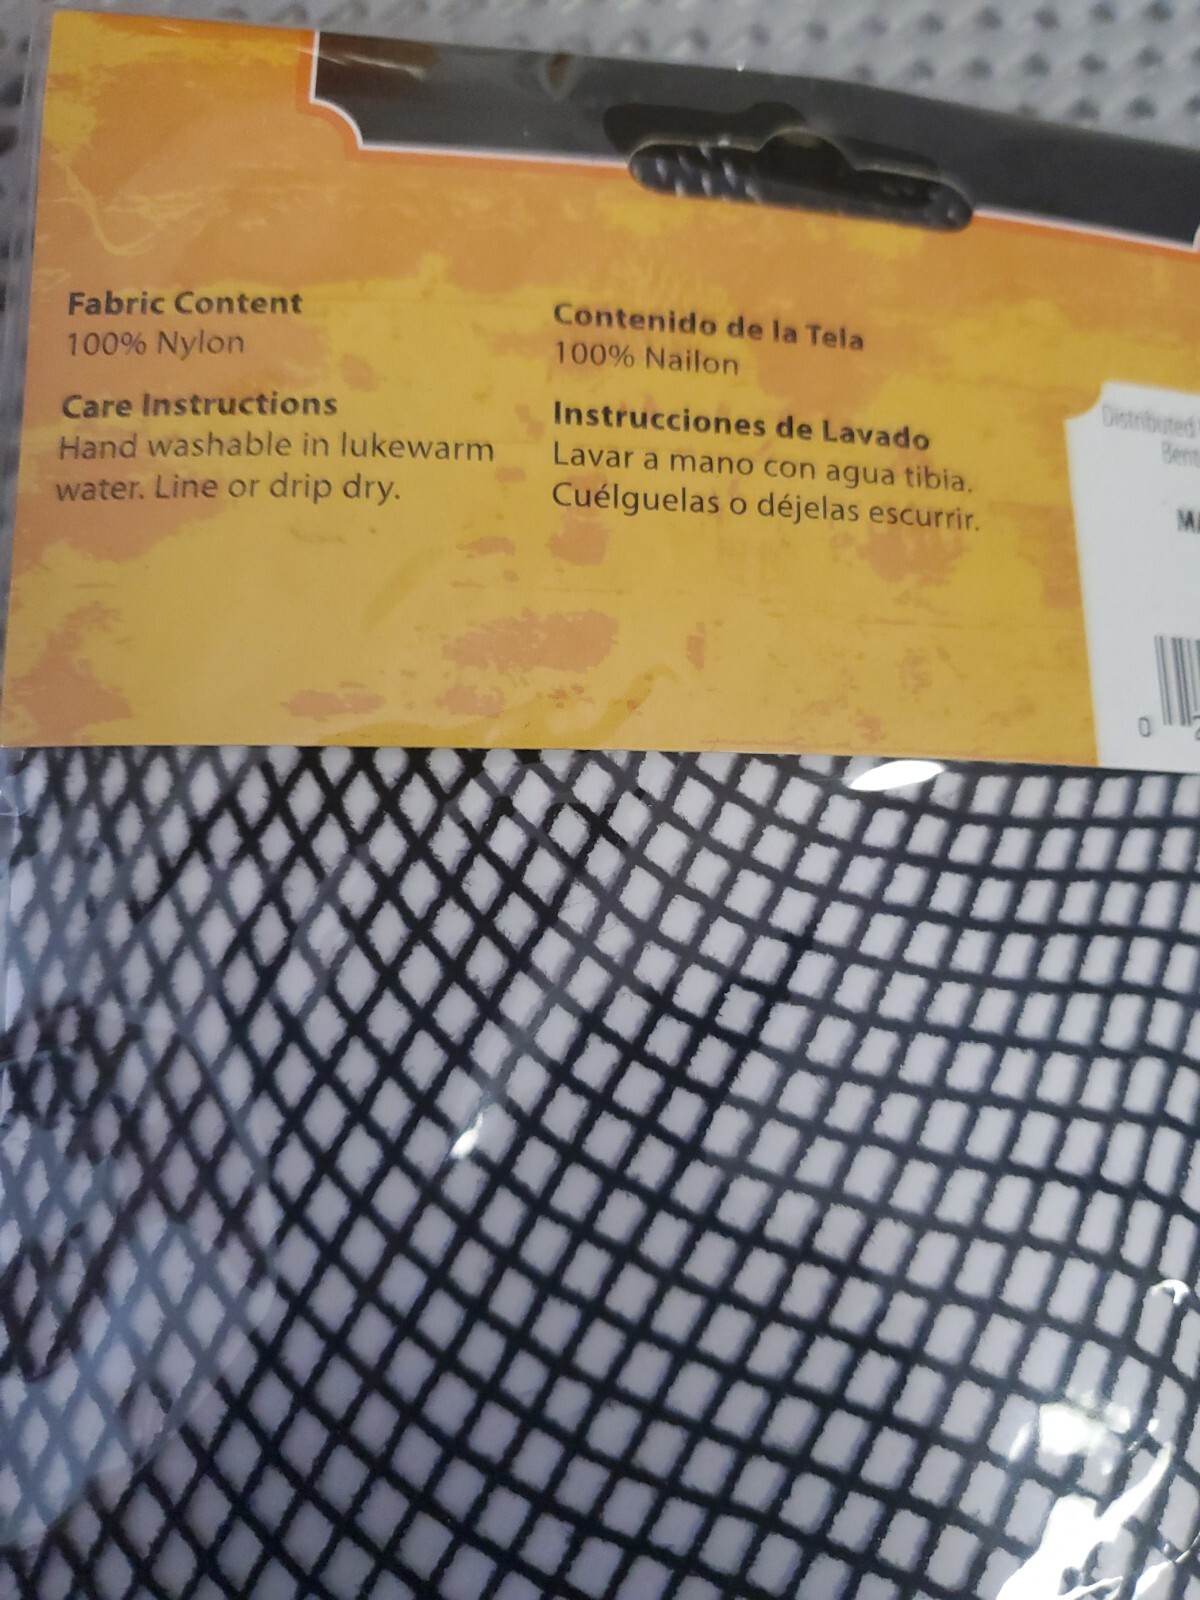 Fabric Content
100% Nylon
Care Instructions
Hand washable in lukewarm
water. Line or drip dry.
Contenido de la Tela
100% Nailon
Instrucciones de Lavado
Lavar a mano con agua tibia.
Cuélguelas o déjelas escurrir.
Distributed
0